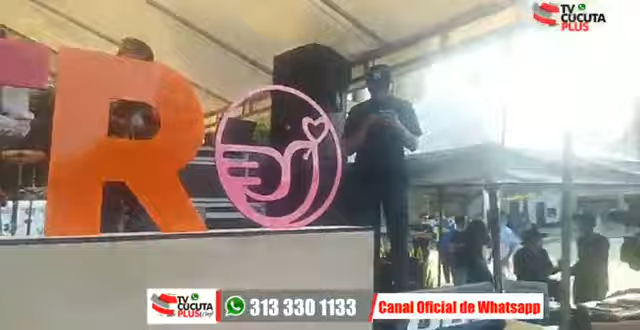 TV
CUCUTA
PLUS
R
TV
CUCUTA
PLUS
313 330 1133
Canal Oficial de Whatsapp